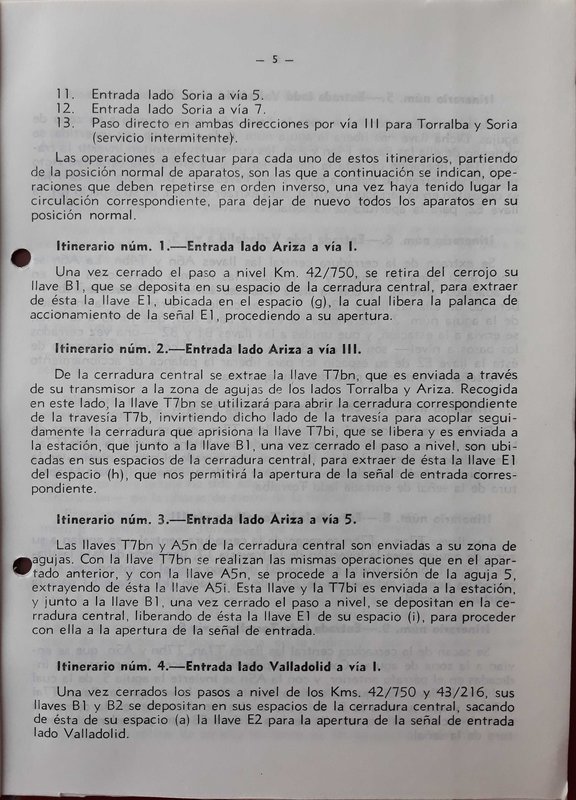 — 5 —
11. Entrada lado Soria a vía 5.
12. Entrada lado Soria a vía 7.
13. Paso directo en ambas direcciones por vía III para Torralba y Soria
(servicio intermitente).
Las operaciones a efectuar para cada uno de estos itinerarios, partiendo
de la posición normal de aparatos, son las que a continuación se indican, ope-
raciones que deben repetirse en orden inverso, una vez haya tenido lugar la
circulación correspondiente, para dejar de nuevo todos los aparatos en su
posición normal.
Itinerario núm. 1.—Entrada lado Ariza a vía I.
Una vez cerrado el paso a nivel Km. 42/750, se retira del cerrojo su
llave B1, que se deposita en su espacio de la cerradura central, para extraer
de ésta la llave E1, ubicada en el espacio (g), la cual libera la palanca de
accionamiento de la señal E1, procediendo a su apertura.
Itinerario núm. 2.—Entrada lado Ariza a vía III.
De la cerradura central se extrae la llave T7bn, que es enviada a través
de su transmisor a la zona de agujas de los lados Torralba y Ariza. Recogida
en este lado, la llave T7bn se utilizará para abrir la cerradura correspondiente
de la travesía T7b, invirtiendo dicho lado de la travesía para acoplar segui-
damente la cerradura que aprisiona la llave T7bi, que se libera y es enviada a
la estación, que junto a la llave B1, una vez cerrado el paso a nivel, son ubi-
cadas en sus espacios de la cerradura central, para extraer de ésta la llave E1
del espacio (h), que nos permitirá la apertura de la señal de entrada corres-
pondiente.
Itinerario núm. 3.—Entrada lado Ariza a vía 5.
Las llaves T7bn y A5n de la cerradura central son enviadas a su zona de
agujas. Con la llave T7bn se realizan las mismas operaciones que en el apar-
tado anterior, y con la llave A5n, se procede a la inversión de la aguja 5,
extrayendo de ésta la llave A5i. Esta llave y la T7bi es enviada a la estación,
y junto a la llave B1, una vez cerrado el paso a nivel, se depositan en la ce-
rradura central, liberando de ésta la llave E1 de su espacio (i), para proceder
con ella a la apertura de la señal de entrada.
Itinerario núm. 4.—Entrada lado Valladolid a vía I.
Una vez cerrados los pasos a nivel de los Kms. 42/750 y 43/216, sus
llaves B1 y B2 se depositan en sus espacios de la cerradura central, sacando
de ésta de su espacio (a) la llave E2 para la apertura de la señal de entrada
lado Valladolid.